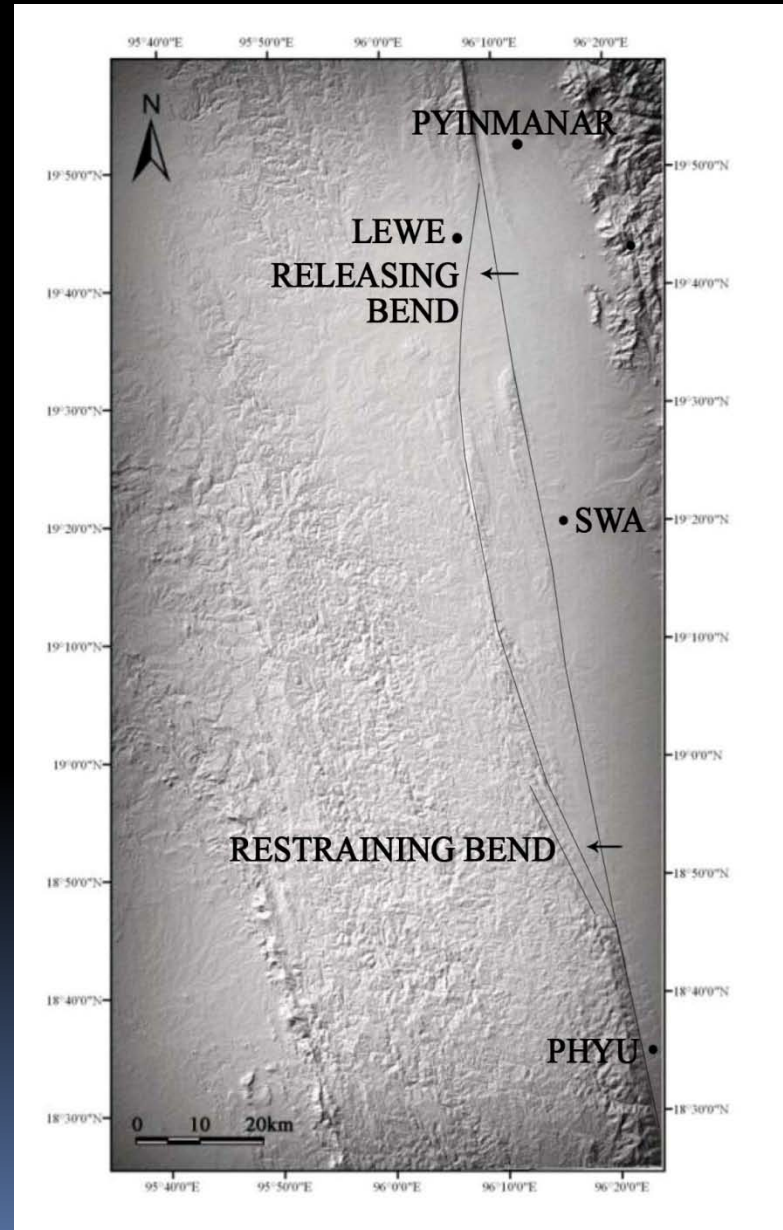 95°40'0"E 95°50'0"E 96°0'0"E 96°10'0"E 96°20'0"E
N
PYINMANAR
19°50'0"N 19°50'0"N
LEWE
RELEASING
BEND
19°40'0"N 19°40'0"N
19°30'0"N 19°30'0"N
SWA
19°20'0"N 19°20'0"N
19°10'0"N 19°10'0"N
19°0'0"N 19°0'0"N
RESTRAINING BEND
18°50'0"N 18°50'0"N
18°40'0"N 18°40'0"N
PHYU
18°30'0"N 18°30'0"N
0 10 20km
95°40'0"E 95°50'0"E 96°0'0"E 96°10'0"E 96°20'0"E